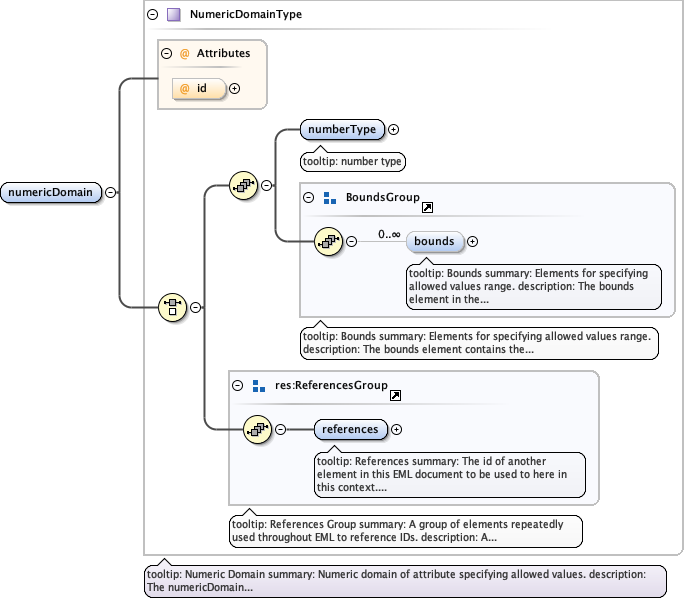 NumericDomainType
@ Attributes
@ id
numericDomain
numberType
tooltip: number type
BoundsGroup
0..∞
bounds
tooltip: Bounds summary: Elements for specifying
allowed values range. description: The bounds
element in the...
tooltip: Bounds summary: Elements for specifying allowed values range.
description: The bounds element contains the...
res:ReferencesGroup
references
tooltip: References summary: The id of another
element in this EML document to be used to here in
this context....
tooltip: References Group summary: A group of elements repeatedly
used throughout EML to reference IDs. description: A...
tooltip: Numeric Domain summary: Numeric domain of attribute specifying allowed values. description:
The numericDomain...